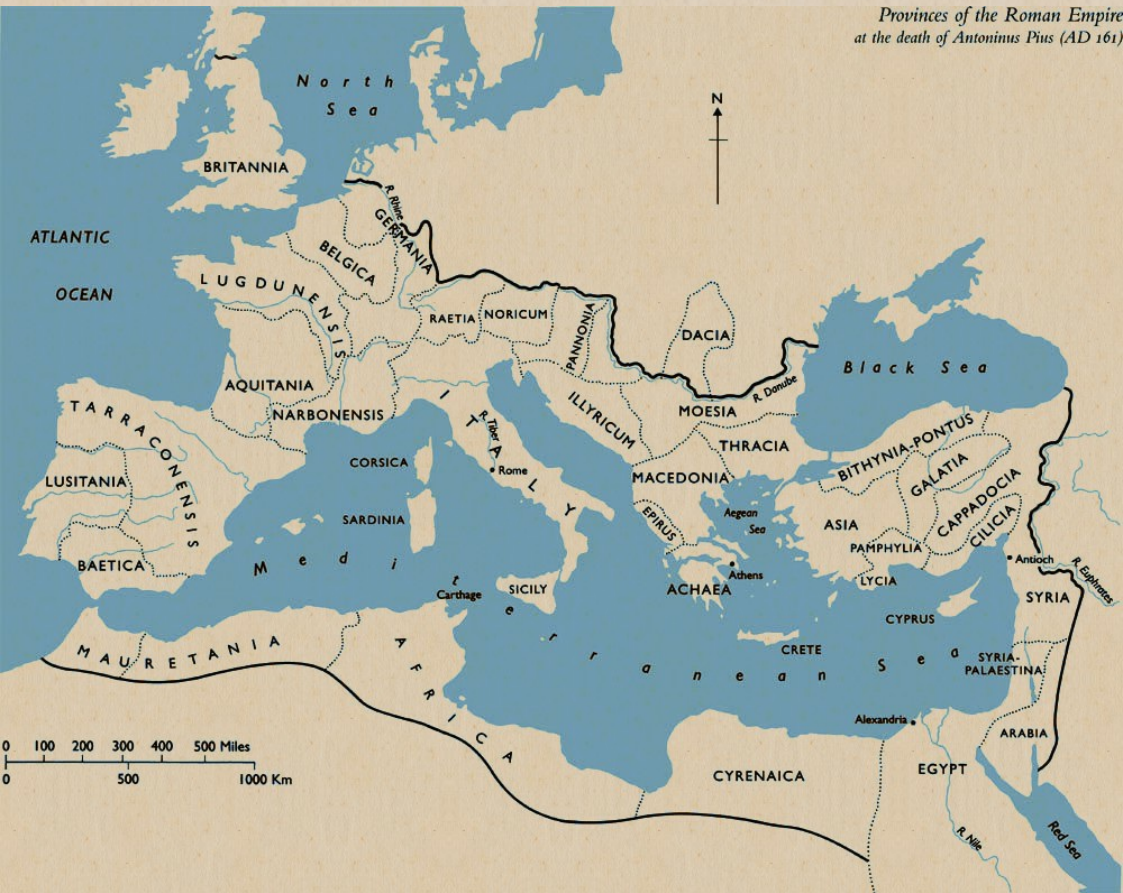 Provinces of the Roman Empire
at the death of Antoninus Pius (AD 161)
North
Sea
N
BRITANNIA
R. Rhine
GERMANIA
ATLANTIC
OCEAN
BELGICA
LUGDUNENSIS
RAETIA
NORICUM
PANNONIA
DACIA
Black Sea
R. Danube
AQUITANIA
NARBONENSIS
ITALY
R. Tiber
Rome
ILLYRICUM
MOESIA
THRACIA
MACEDONIA
EPIRUS
Aegean
Sea
ACHAEA
Athens
TARRACONENSIS
LUSITANIA
BAETICA
CORSICA
SARDINIA
SICILY
Carthage
Mediterranean Sea
BITHYNIA-PONTUS
GALATIA
CAPPADOCIA
CILICIA
ASIA
PAMPHYLIA
LYCIA
Antioch
R. Euphrates
SYRIA
CYPRUS
CRETE
SYRIA-
PALAESTINA
MAURETANIA
AFRICA
Alexandria
ARABIA
CYRENAICA
EGYPT
R. Nile
Red Sea
0 100 200 300 400 500 Miles
0 500 1000 Km